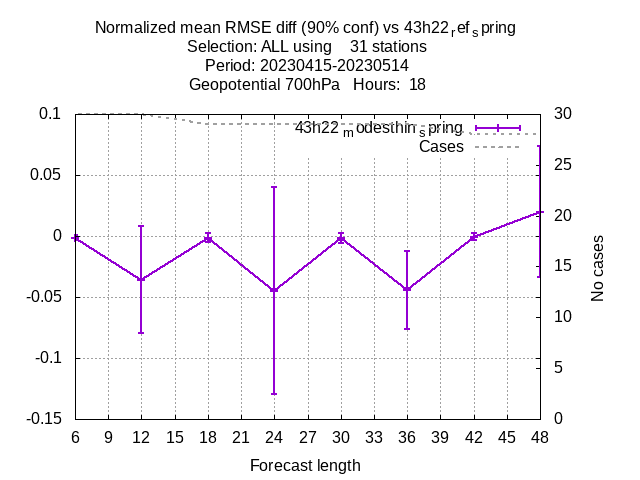 Normalized mean RMSE diff (90% conf) vs 43h22refspring
Selection: ALL using    31 stations
Period: 20230415-20230514
Geopotential 700hPa   Hours:  18
43h22modesthinspring
Cases
0.1
0.05
0
-0.05
-0.1
-0.15
30
25
20
15
10
5
0
No cases
6 9 12 15 18 21 24 27 30 33 36 39 42 45 48
Forecast length